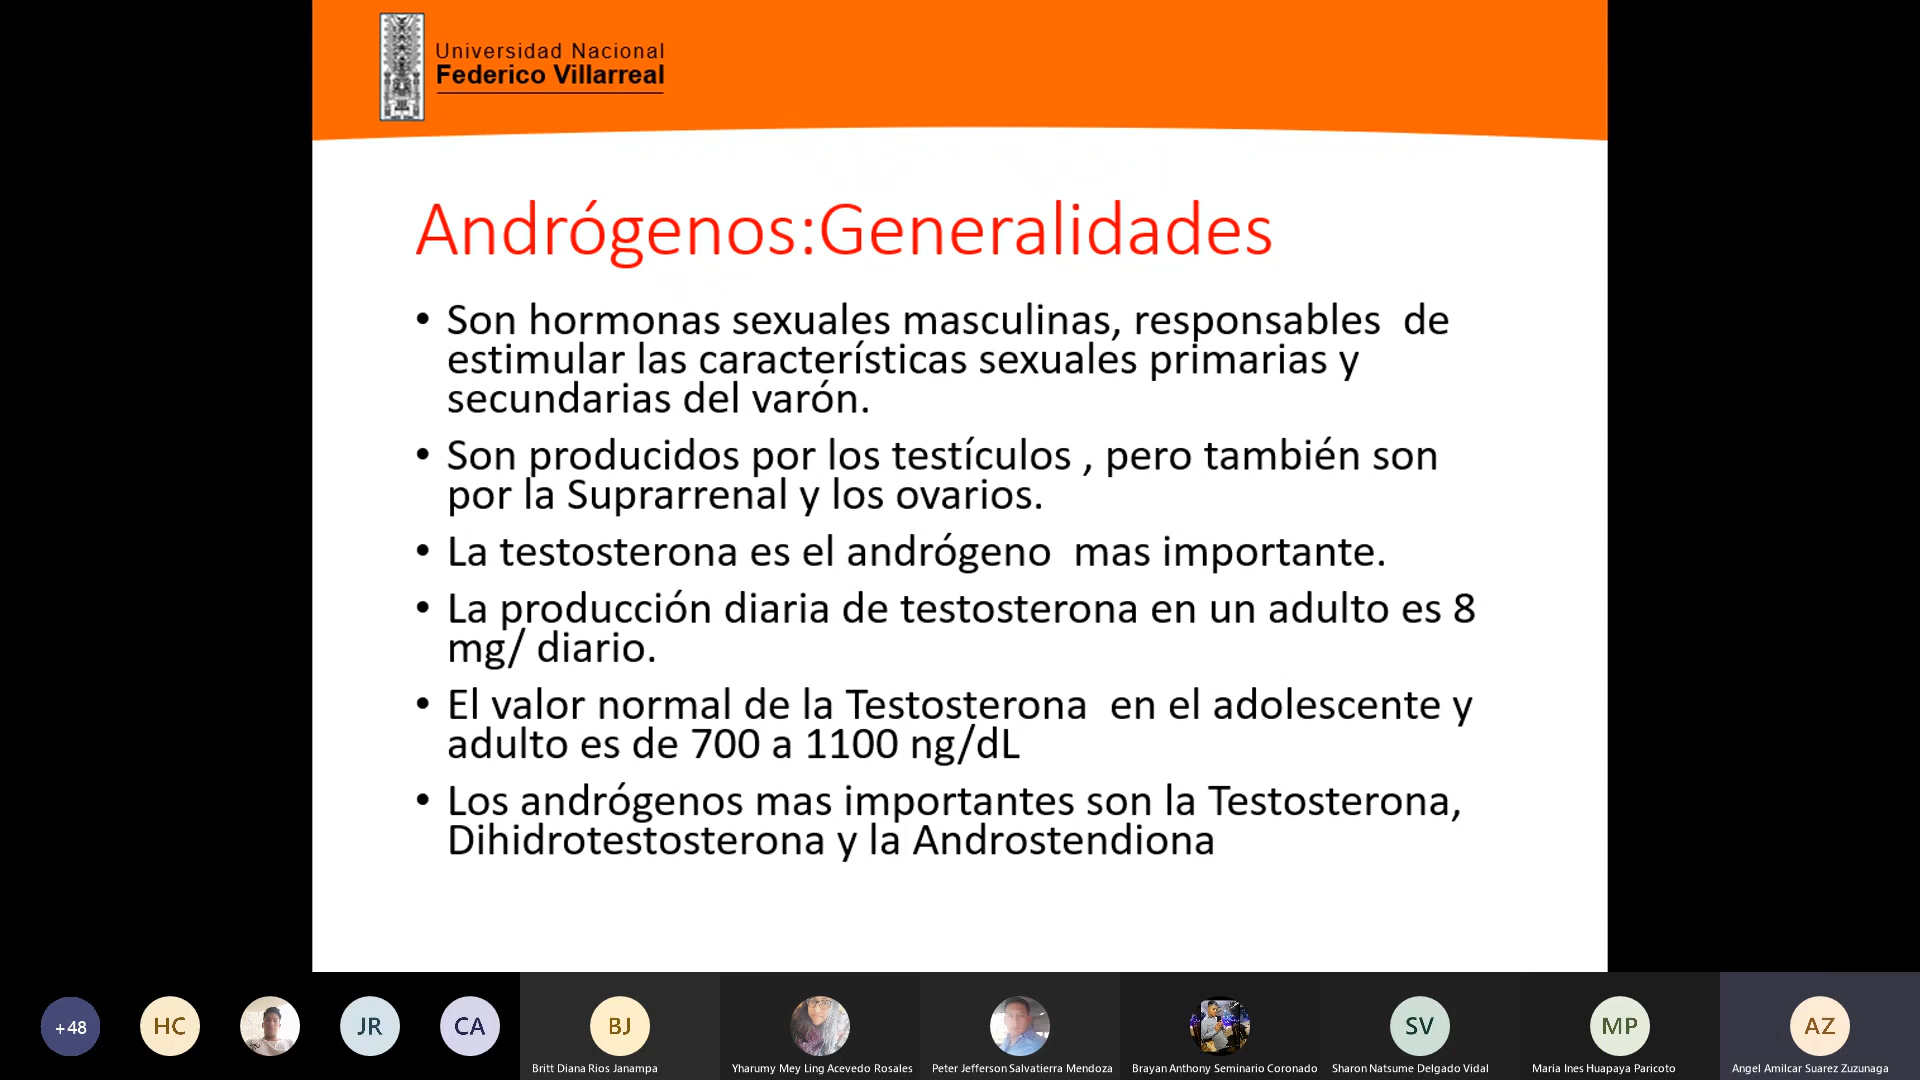 Universidad Nacional
Federico Villarreal
Andrógenos:Generalidades
• Son hormonas sexuales masculinas, responsables  de
estimular las características sexuales primarias y
secundarias del varón.
• Son producidos por los testículos , pero también son
por la Suprarrenal y los ovarios.
• La testosterona es el andrógeno  mas importante.
• La producción diaria de testosterona en un adulto es 8
mg/ diario.
• El valor normal de la Testosterona  en el adolescente y
adulto es de 700 a 1100 ng/dL
• Los andrógenos mas importantes son la Testosterona,
Dihidrotestosterona y la Androstendiona
+48
HC
JR
CA
BJ
SV
MP
AZ
Britt Diana Rios Janampa
Yharumy Mey Ling Acevedo Rosales
Peter Jefferson Salvatierra Mendoza
Brayan Anthony Seminario Coronado
Sharon Natsume Delgado Vidal
Maria Ines Huapaya Paricoto
Angel Amilcar Suarez Zuzunaga